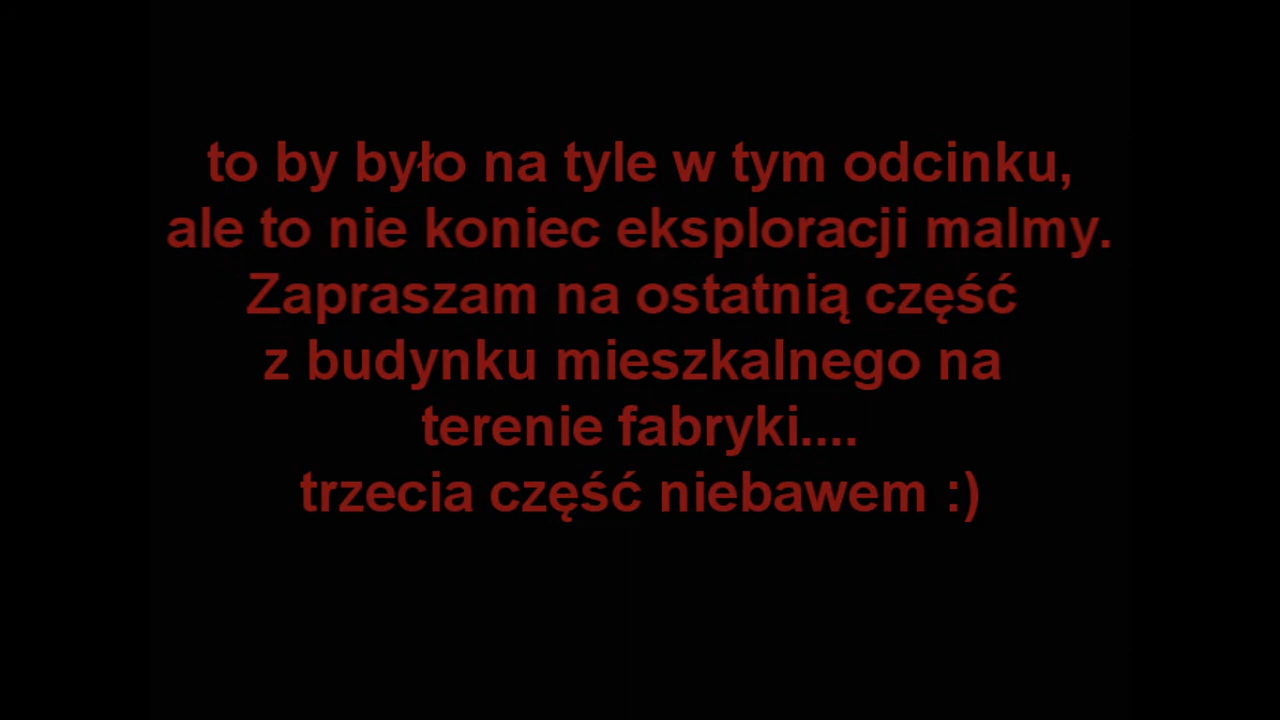 to by było na tyle w tym odcinku,
ale to nie koniec eksploracji malmy.
Zapraszam na ostatnią część
z budynku mieszkalnego na
terenie fabryki....
trzecia część niebawem :)